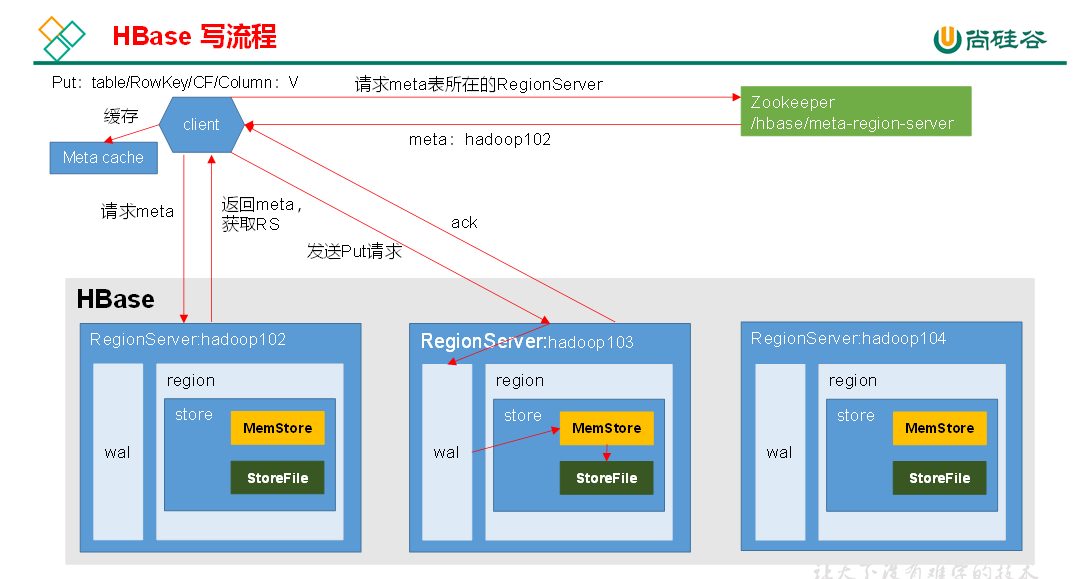 HBase 写流程
尚硅谷
Put：table/RowKey/CF/Column：V
请求meta表所在的RegionServer
Zookeeper
/hbase/meta-region-server
缓存
client
meta：hadoop102
Meta cache
请求meta
返回meta，
获取RS
ack
发送Put请求
HBase
RegionServer:hadoop102
wal
region
store
MemStore
StoreFile
RegionServer:hadoop103
wal
region
store
MemStore
StoreFile
RegionServer:hadoop104
wal
region
store
MemStore
StoreFile
让天下没有难学的技术